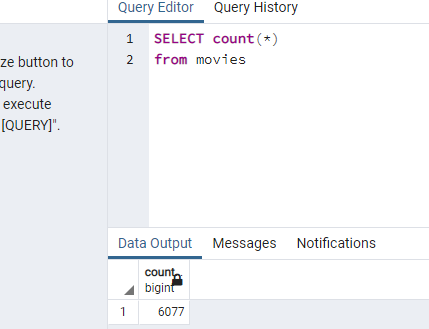 Query Editor Query History
ze button to
query.
execute
[QUERY]".
1 SELECT count(*)
2 from movies
Data Output Messages Notifications
count
bigint
1 6077